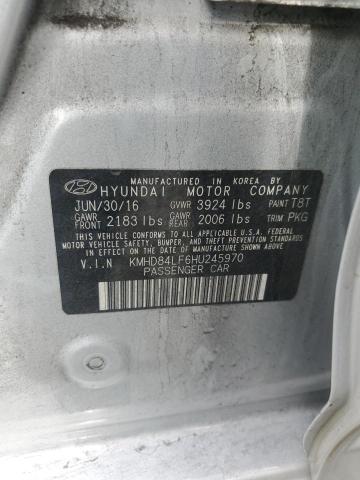 MANUFACTURED IN KOREA BY
HYUNDAI MOTOR COMPANY
JUN/30/16 GVWR 3924 lbs PAINT T8T
GAWR FRONT 2183 lbs GAWR REAR 2006 lbs TRIM PKG
THIS VEHICLE CONFORMS TO ALL APPLICABLE U.S.A FEDERAL
MOTOR VEHICLE SAFETY, BUMPER, AND THEFT PREVENTION
STANDARDS IN EFFECT ON THE DATE OF MANUFACTURE SHOWN ABOVE.
V.I.N KMHD84LF6HU245970
PASSENGER CAR